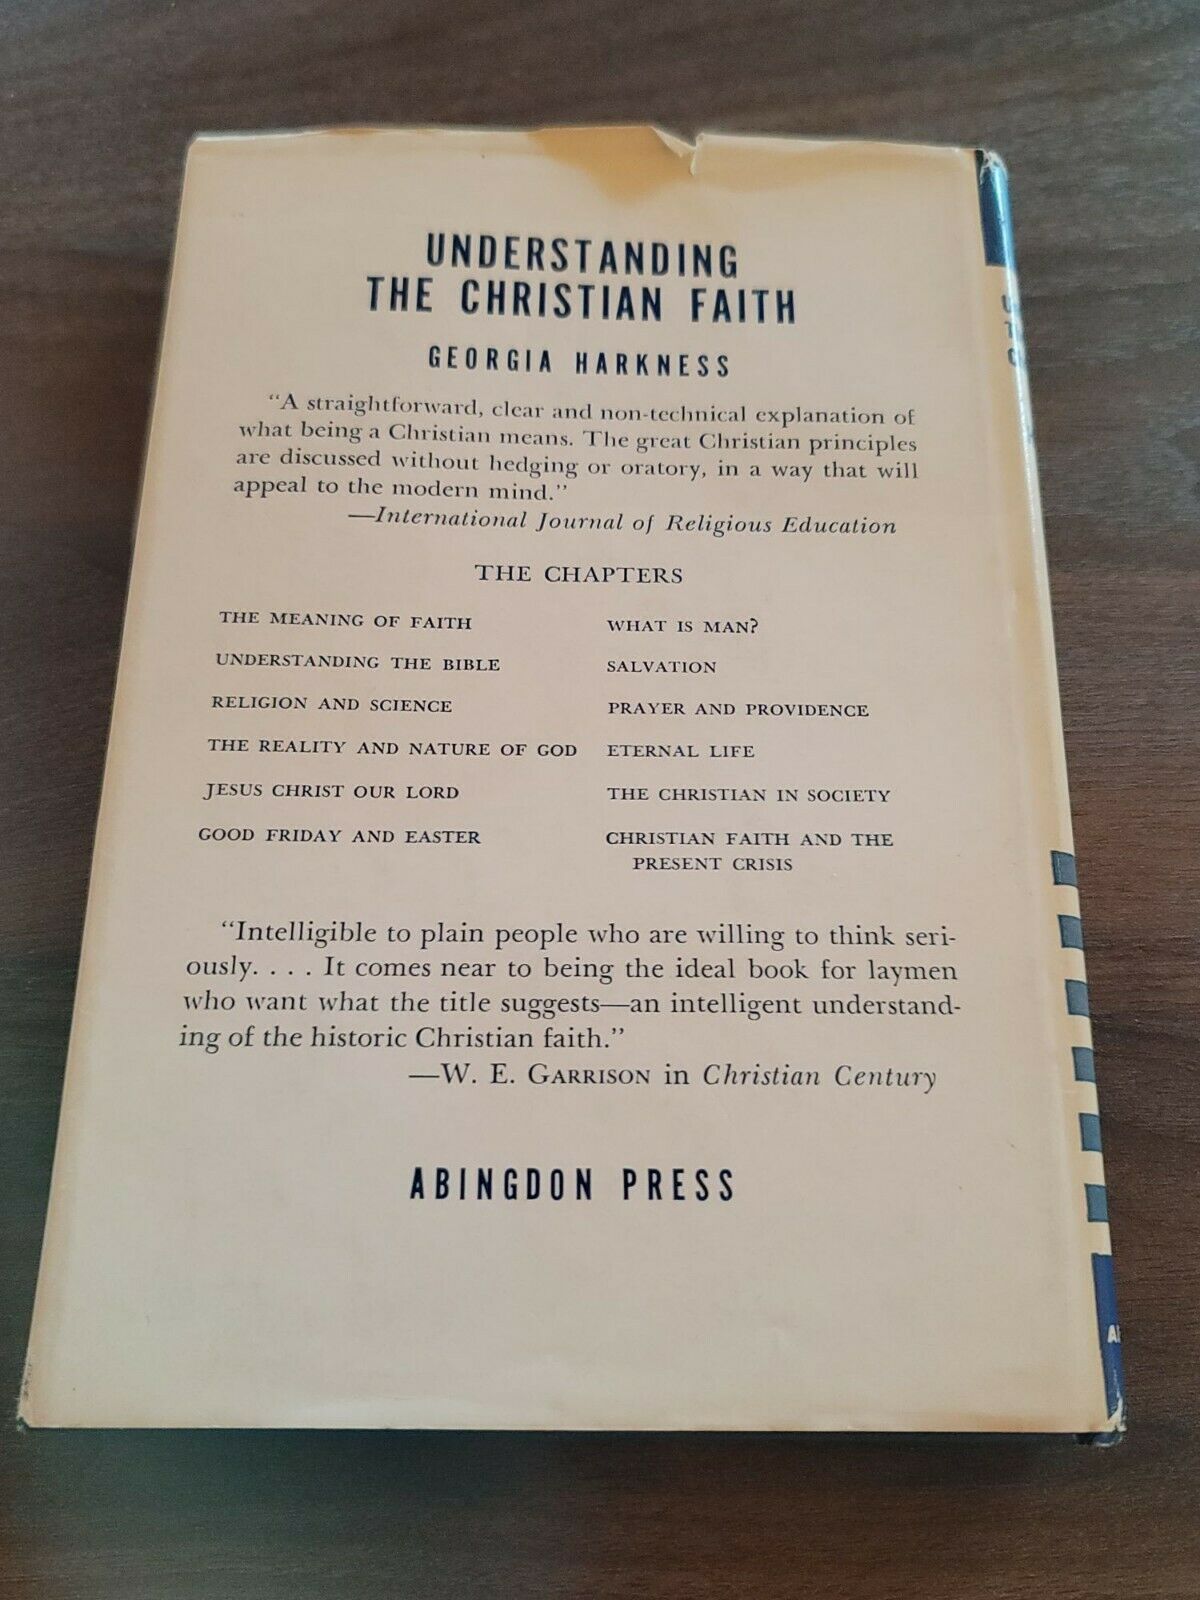 UNDERSTANDING
THE CHRISTIAN FAITH
GEORGIA HARKNESS
"A straightforward, clear and non-technical explanation of
what being a Christian means. The great Christian principles
are discussed without hedging or oratory, in a way that will
appeal to the modern mind."
—International Journal of Religious Education
THE CHAPTERS
THE MEANING OF FAITH
UNDERSTANDING THE BIBLE
RELIGION AND SCIENCE
THE REALITY AND NATURE OF GOD
JESUS CHRIST OUR LORD
GOOD FRIDAY AND EASTER
WHAT IS MAN?
SALVATION
PRAYER AND PROVIDENCE
ETERNAL LIFE
THE CHRISTIAN IN SOCIETY
CHRISTIAN FAITH AND THE
PRESENT CRISIS
"Intelligible to plain people who are willing to think seri-
ously. . . . It comes near to being the ideal book for laymen
who want what the title suggests—an intelligent understand-
ing of the historic Christian faith."
—W. E. GARRISON in Christian Century
ABINGDON PRESS